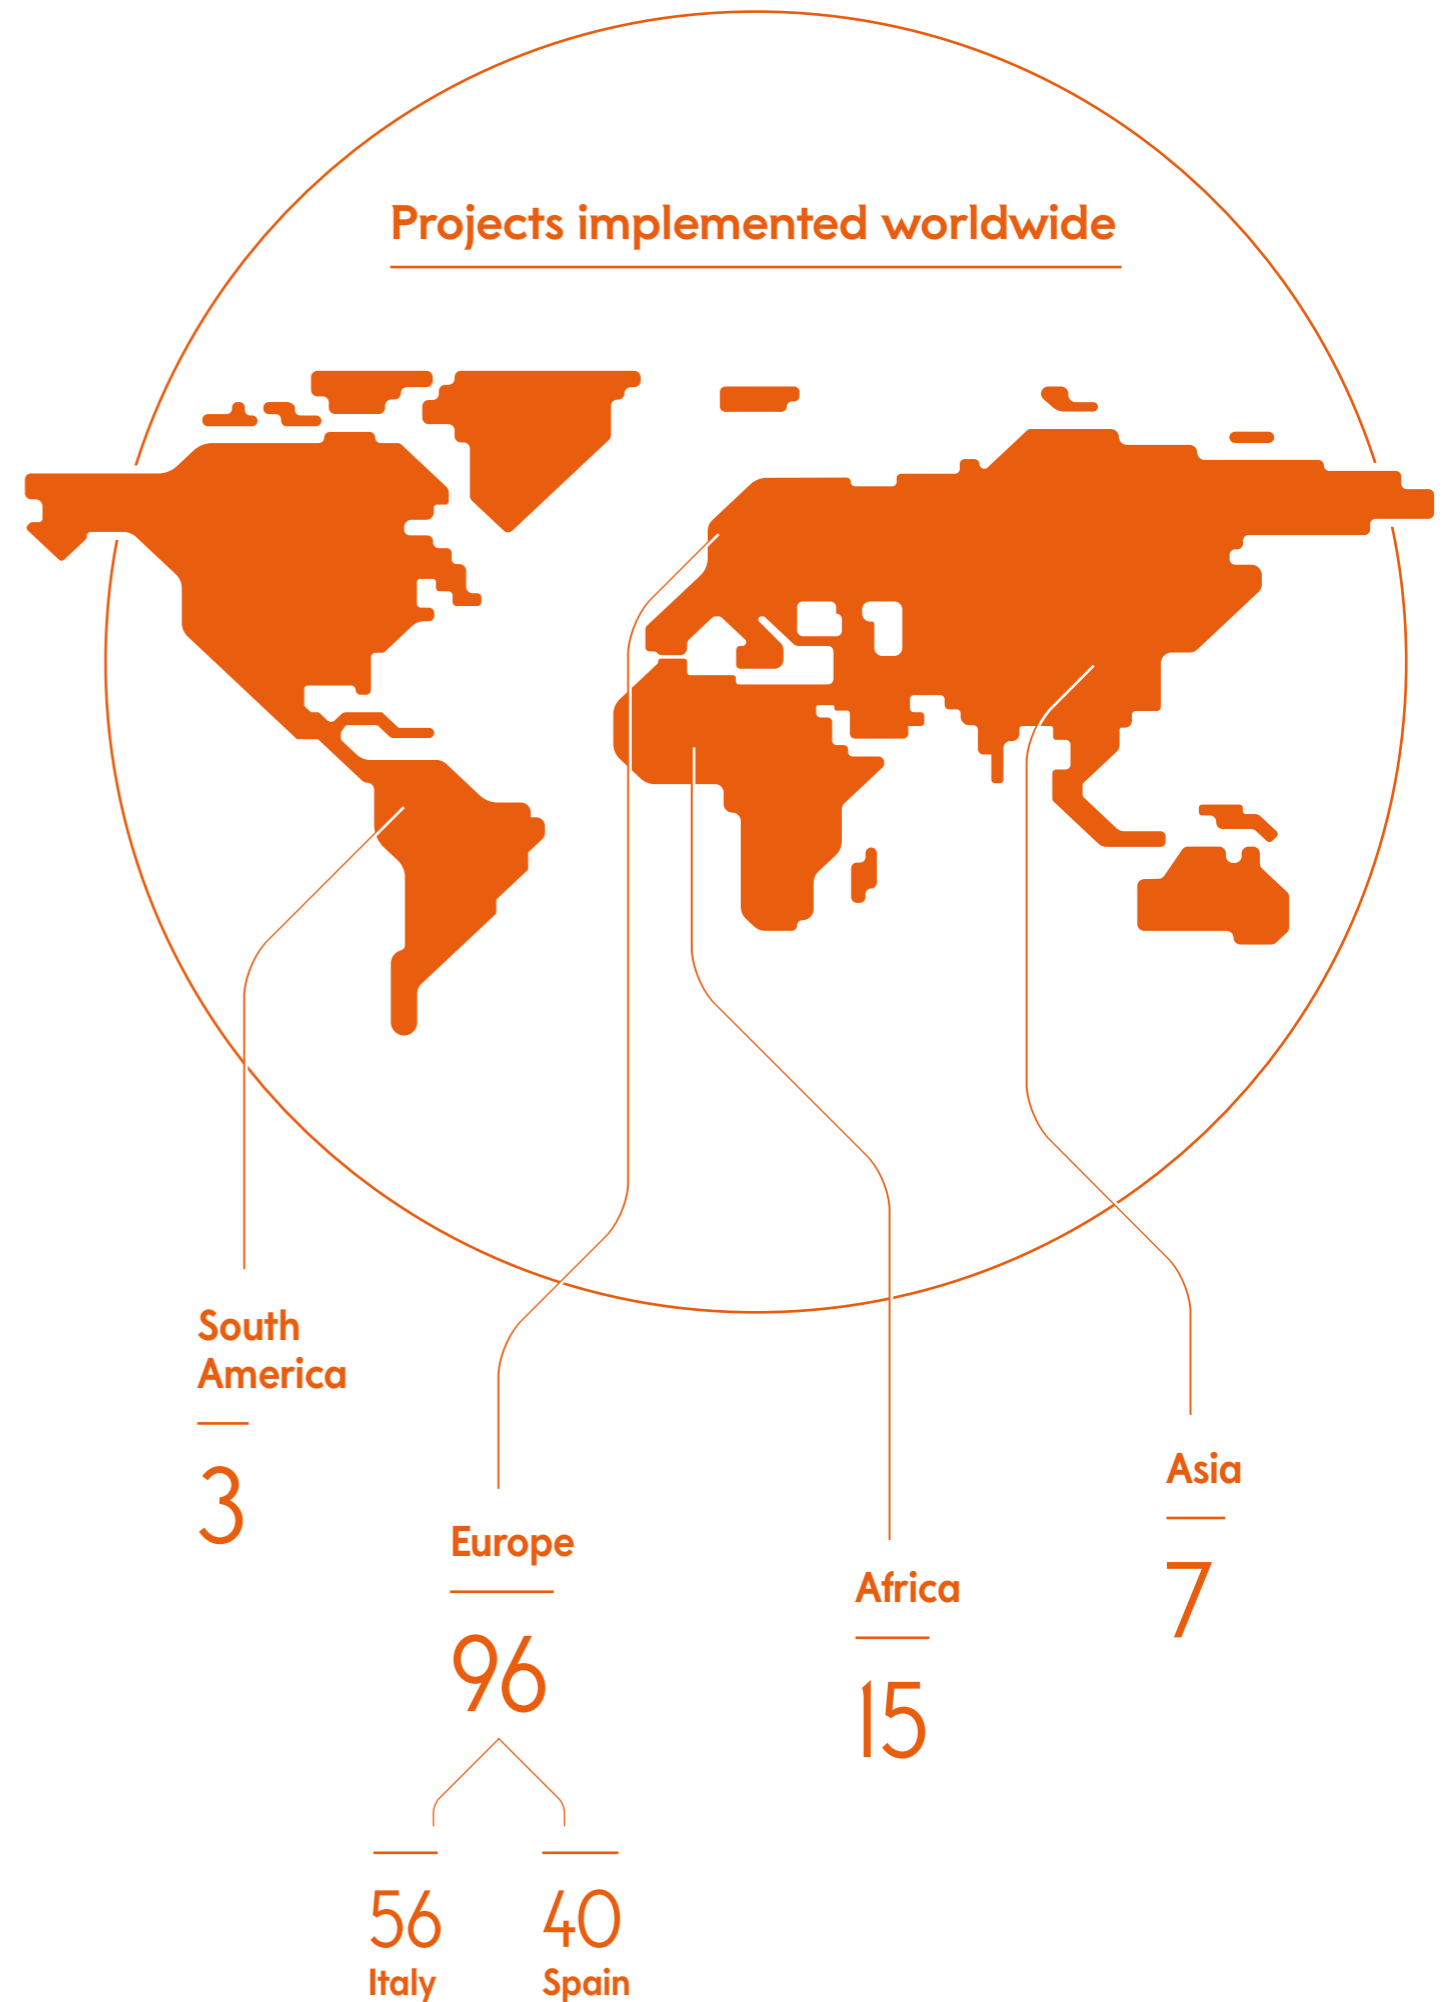 Projects implemented worldwide
South
America
3
Europe
96
56
Italy
40
Spain
Africa
15
Asia
7